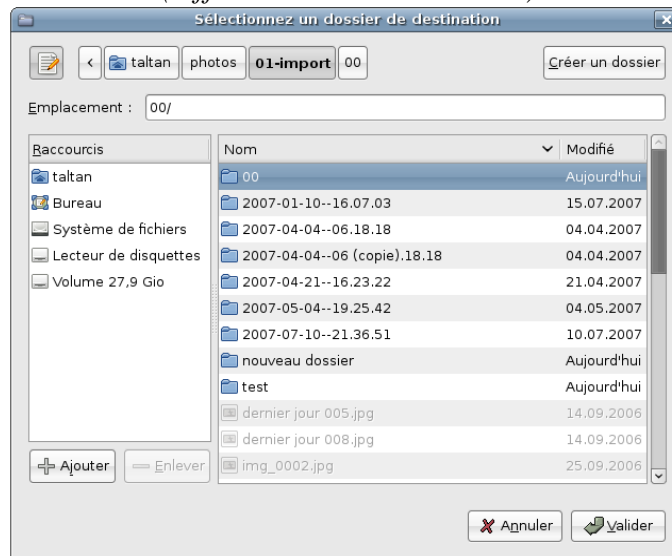 Sélectionnez un dossier de destination
taltan photos 01-import 00 Créer un dossier
Emplacement : 00/
Raccourcis Nom Modifié
taltan 00 Aujourd'hui
Bureau 2007-01-10--16.07.03 15.07.2007
Système de fichiers 2007-04-04--06.18.18 04.04.2007
Lecteur de disquettes 2007-04-04--06 (copie).18.18 04.04.2007
Volume 27,9 Gio 2007-04-21--16.23.22 21.04.2007
2007-05-04--19.25.42 04.05.2007
2007-07-10--21.36.51 10.07.2007
nouveau dossier Aujourd'hui
test Aujourd'hui
dernier jour 005.jpg 14.09.2006
dernier jour 008.jpg 14.09.2006
Ajouter Enlever img_0002.jpg 25.09.2006
Annuler Valider